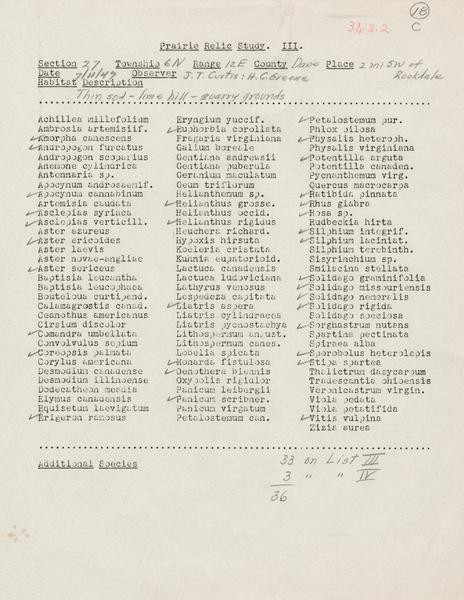 18
C
3622
Prairie Relic Study. III.
Section 27 Township 6N Range 12E County Dane Place 2 mi SW of
Date 7/11/47 Observer J.T. Curtis : H.C. Greene Rockdale
Habitat Description
Thin sod - lime hill - quarry grounds
Achillea millefolium
Ambrosia artemisiif.
✓Amorpha canescens
✓Andropogon furcatus
Andropogon scoparius
Anemone cylindrica
Antennaria sp.
Apocynum androsaemif.
✓Apocynum cannabinum
Artemisia caudata
✓Asclepias syriaca
✓Asclepias verticill.
Aster azureus
✓Aster ericoides
Aster laevis
Aster novae-angliae
✓Aster sericeus
Baptisia leucantha
Baptisia leucophaea
Bouteloua curtipend.
Calamagrostis canad.
Ceanothus americanus
Cirsium discolor
✓Comandra umbellata
Convolvulus sepium
✓Coreopsis palmata
Corylus americana
Desmodium canadense
Desmodium illinoense
Dodecatheon meadia
Elymus canadensis
Equisetum laevigatum
✓Erigeron ramosus
Eryngium yuccif.
✓Euphorbia corollata
Fragaria virginiana
Galium boreale
Gentiana andrewsii
Gentiana puberula
Geranium maculatum
Geum triflorum
Helianthemum sp.
✓Helianthus grosse.
Helianthus occid.
✓Helianthus rigidus
Heuchera richard.
Hypoxis hirsuta
Koeleria cristata
Kuhnia eupatorioid.
Lactuca canadensis
Lactuca ludoviciana
Lathyrus venosus
Lespedeza capitata
✓Liatris aspera
Liatris cylindracea
Liatris pycnostachya
Lithospermum angust.
Lithospermum canes.
Lobelia spicata
✓Monarda fistulosa
✓Oenothera biennis
Oxypolis rigidior
Panicum leibergii
✓Panicum scribner.
Panicum virgatum
Petalostemum can.
✓Petalostemum pur.
Phlox pilosa
✓Physalis heteroph.
Physalis virginiana
✓Potentilla arguta
Potentilla canaden.
Pycnanthemum virg.
Quercus macrocarpa
✓Ratibida pinnata
✓Rhus glabra
✓Rosa sp.
Rudbeckia hirta
✓Silphium integrif.
✓Silphium laciniat.
Silphium terebinth.
Sisyrinchium sp.
Smilacina stellata
✓Solidago graminifolia
✓Solidago missouriensis
✓Solidago nemoralis
✓Solidago rigida
Solidago speciosa
✓Sorghastrum nutans
Spartina pectinata
Spiraea alba
✓Sporobolus heterolepis
✓Stipa spartea
Thalictrum dasycarpum
Tradescantia ohioensis
Veronicastrum virgin.
Viola pedata
Viola pedatifida
✓Vitis vulpina
Zizia aurea
Additional Species
33 on List III
3 " " IV
36